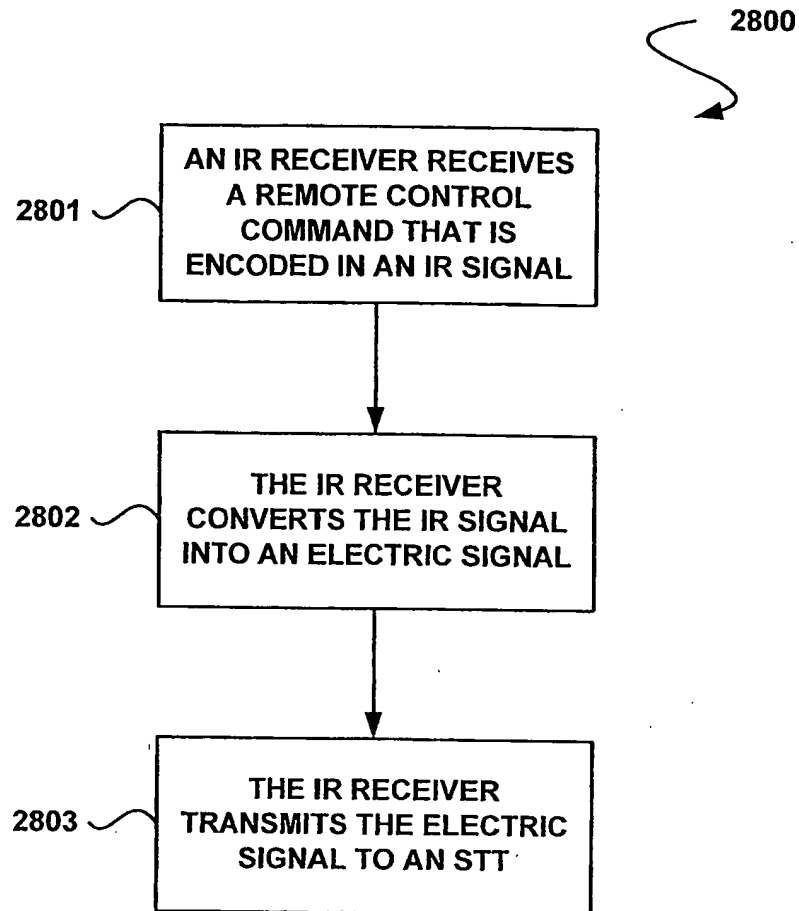 2800
AN IR RECEIVER RECEIVES
A REMOTE CONTROL
COMMAND THAT IS
ENCODED IN AN IR SIGNAL
2801
THE IR RECEIVER
CONVERTS THE IR SIGNAL
INTO AN ELECTRIC SIGNAL
2802
THE IR RECEIVER
TRANSMITS THE ELECTRIC
SIGNAL TO AN STT
2803